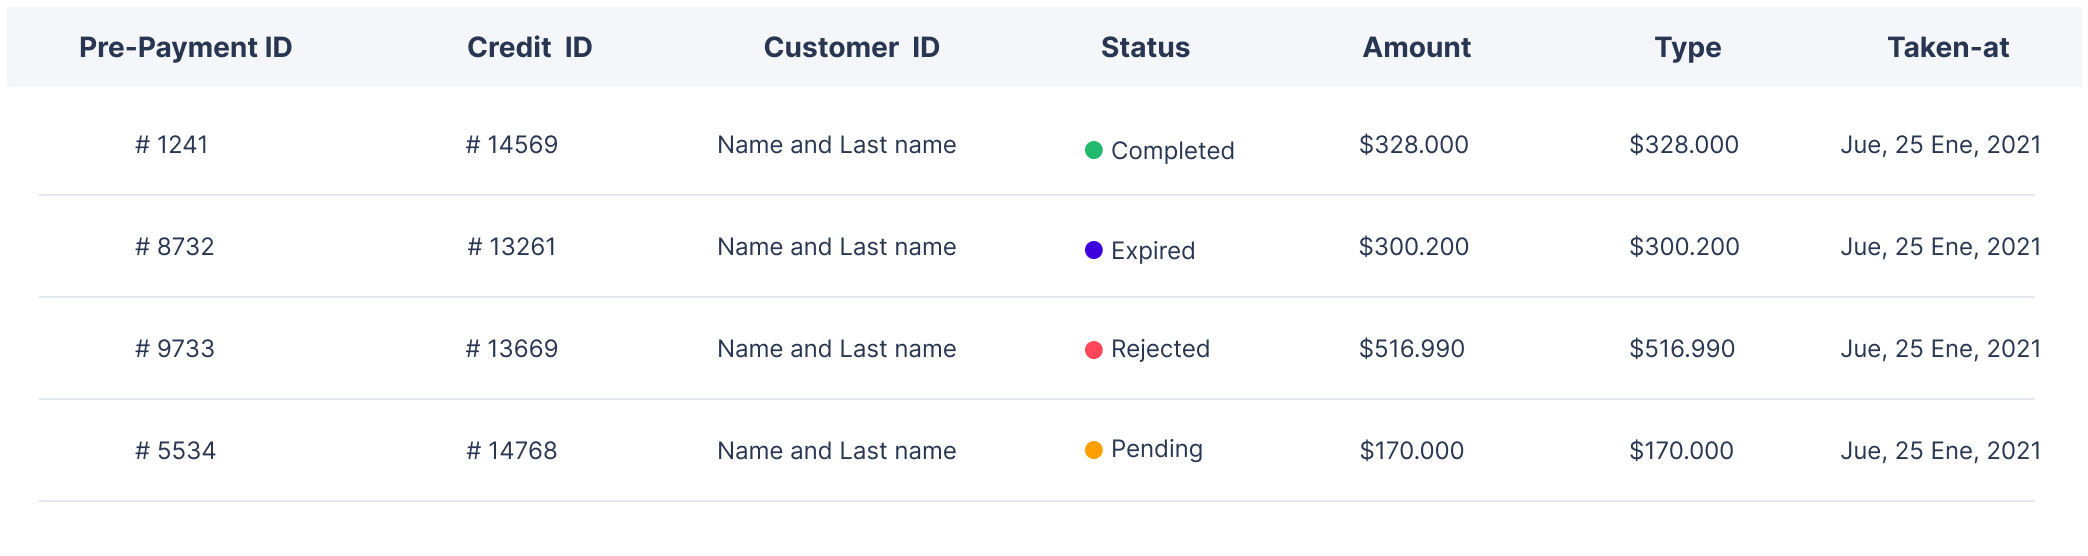 Pre-Payment ID Credit ID Customer ID Status Amount Type Taken-at
# 1241 # 14569 Name and Last name Completed $328.000 $328.000 Jue, 25 Ene, 2021
# 8732 # 13261 Name and Last name Expired $300.200 $300.200 Jue, 25 Ene, 2021
# 9733 # 13669 Name and Last name Rejected $516.990 $516.990 Jue, 25 Ene, 2021
# 5534 # 14768 Name and Last name Pending $170.000 $170.000 Jue, 25 Ene, 2021